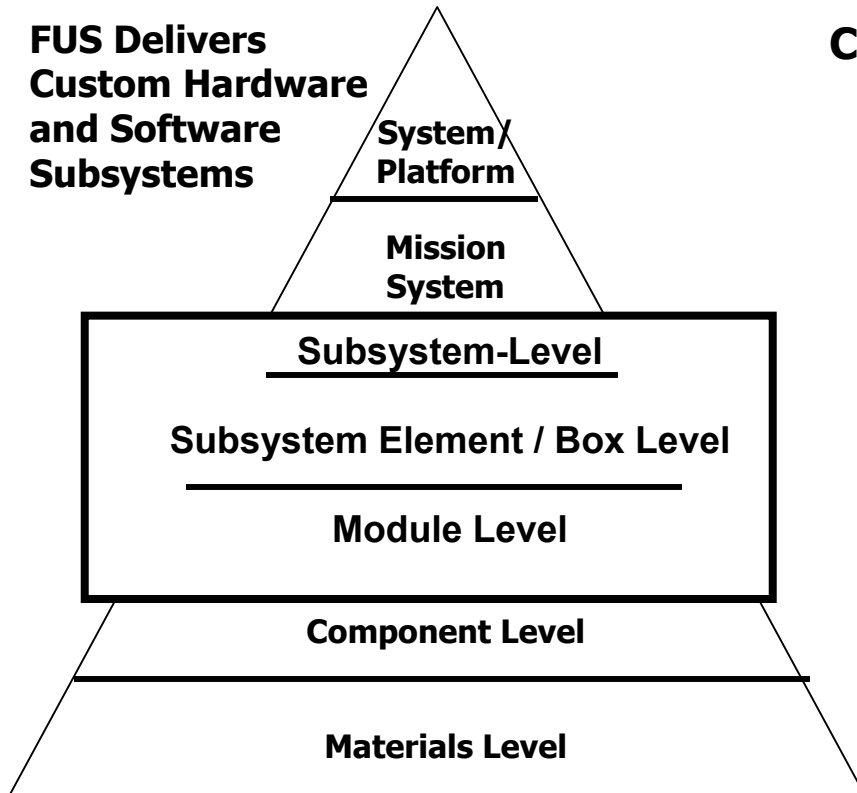 FUS Delivers
Custom Hardware
and Software
Subsystems
C
System/
Platform
Mission
System
Subsystem-Level
Subsystem Element / Box Level
Module Level
Component Level
Materials Level